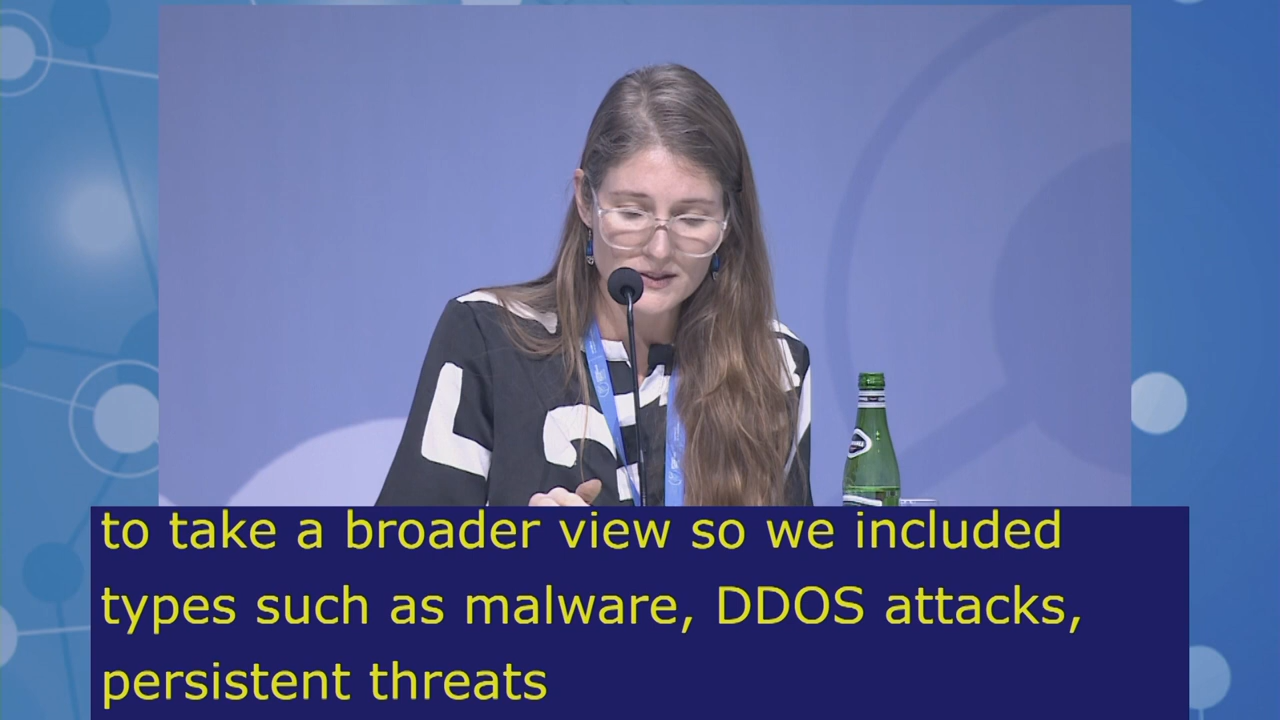 to take a broader view so we included
types such as malware, DDOS attacks,
persistent threats